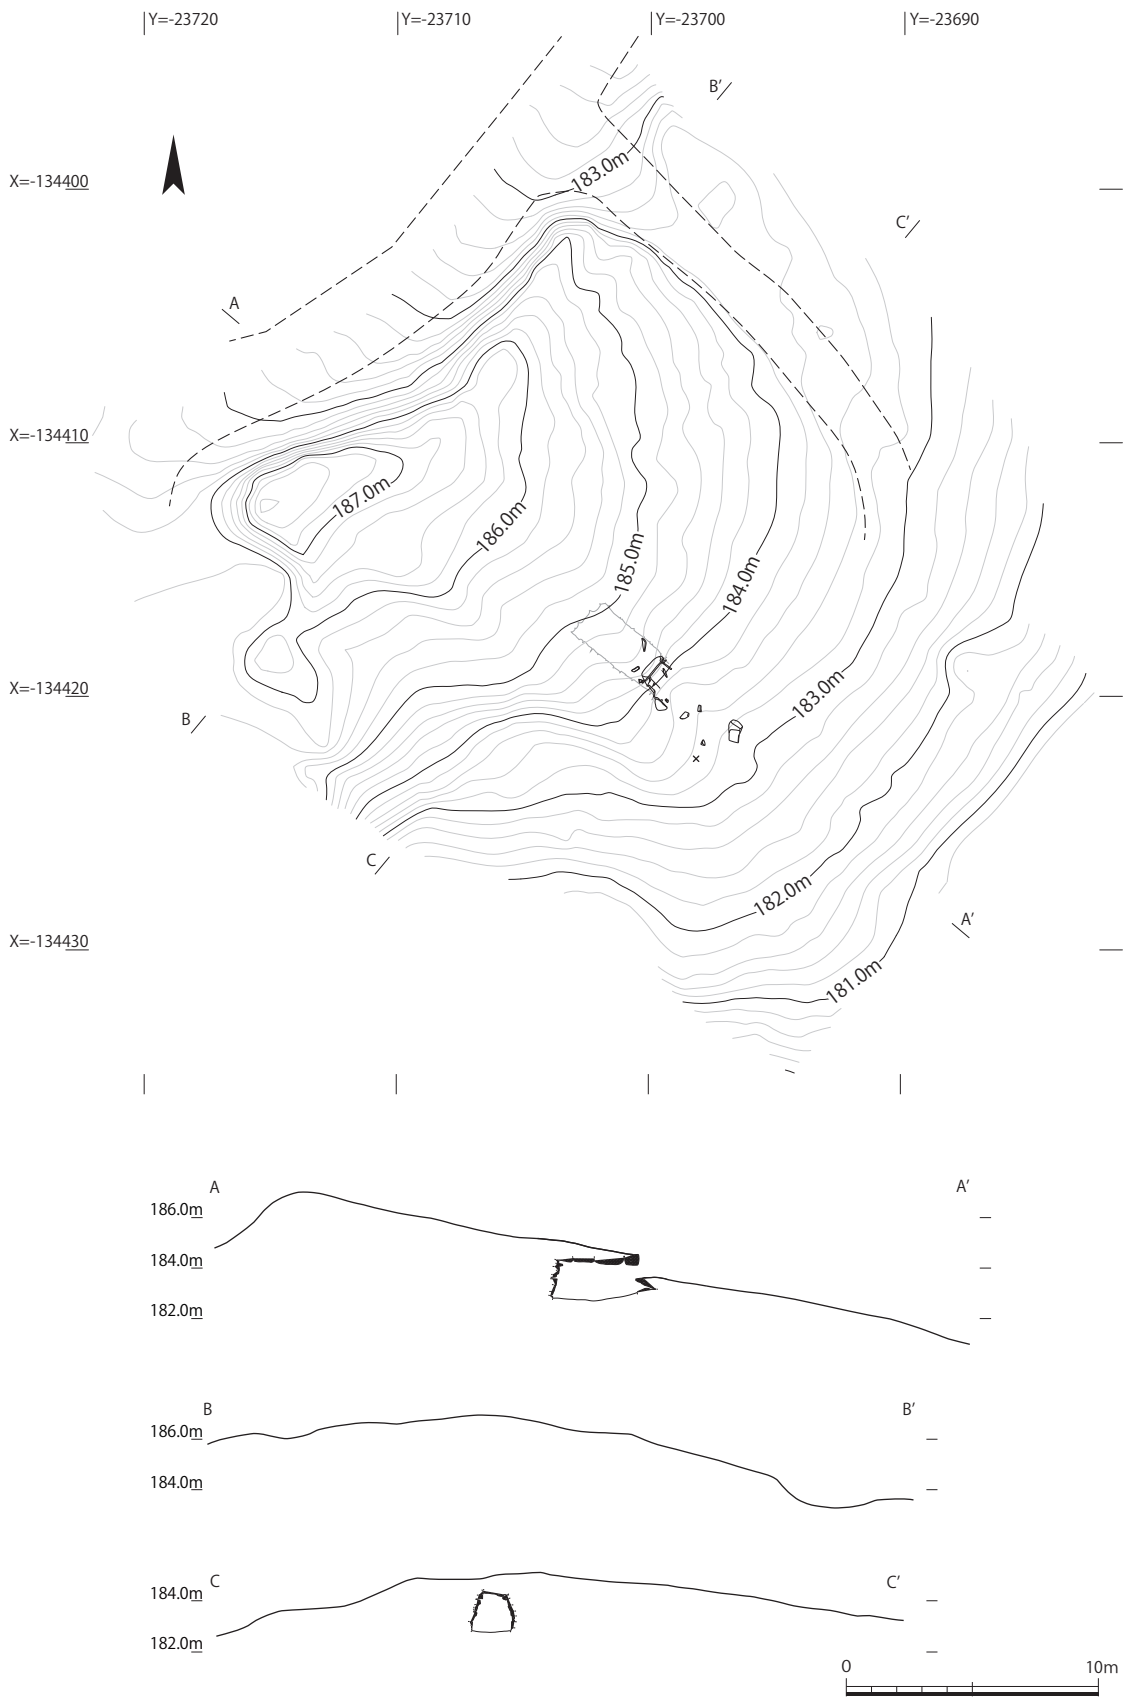 Y=-23720 Y=-23710 Y=-23700 Y=-23690
B′
183.0m
X=-134400
C′
A
X=-134410
187.0m
186.0m
185.0m
184.0m
X=-134420
183.0m
B
C
182.0m
A′
X=-134430
181.0m
A A′
186.0m
184.0m
182.0m
B B′
186.0m
184.0m
C C′
184.0m
182.0m
0 10m